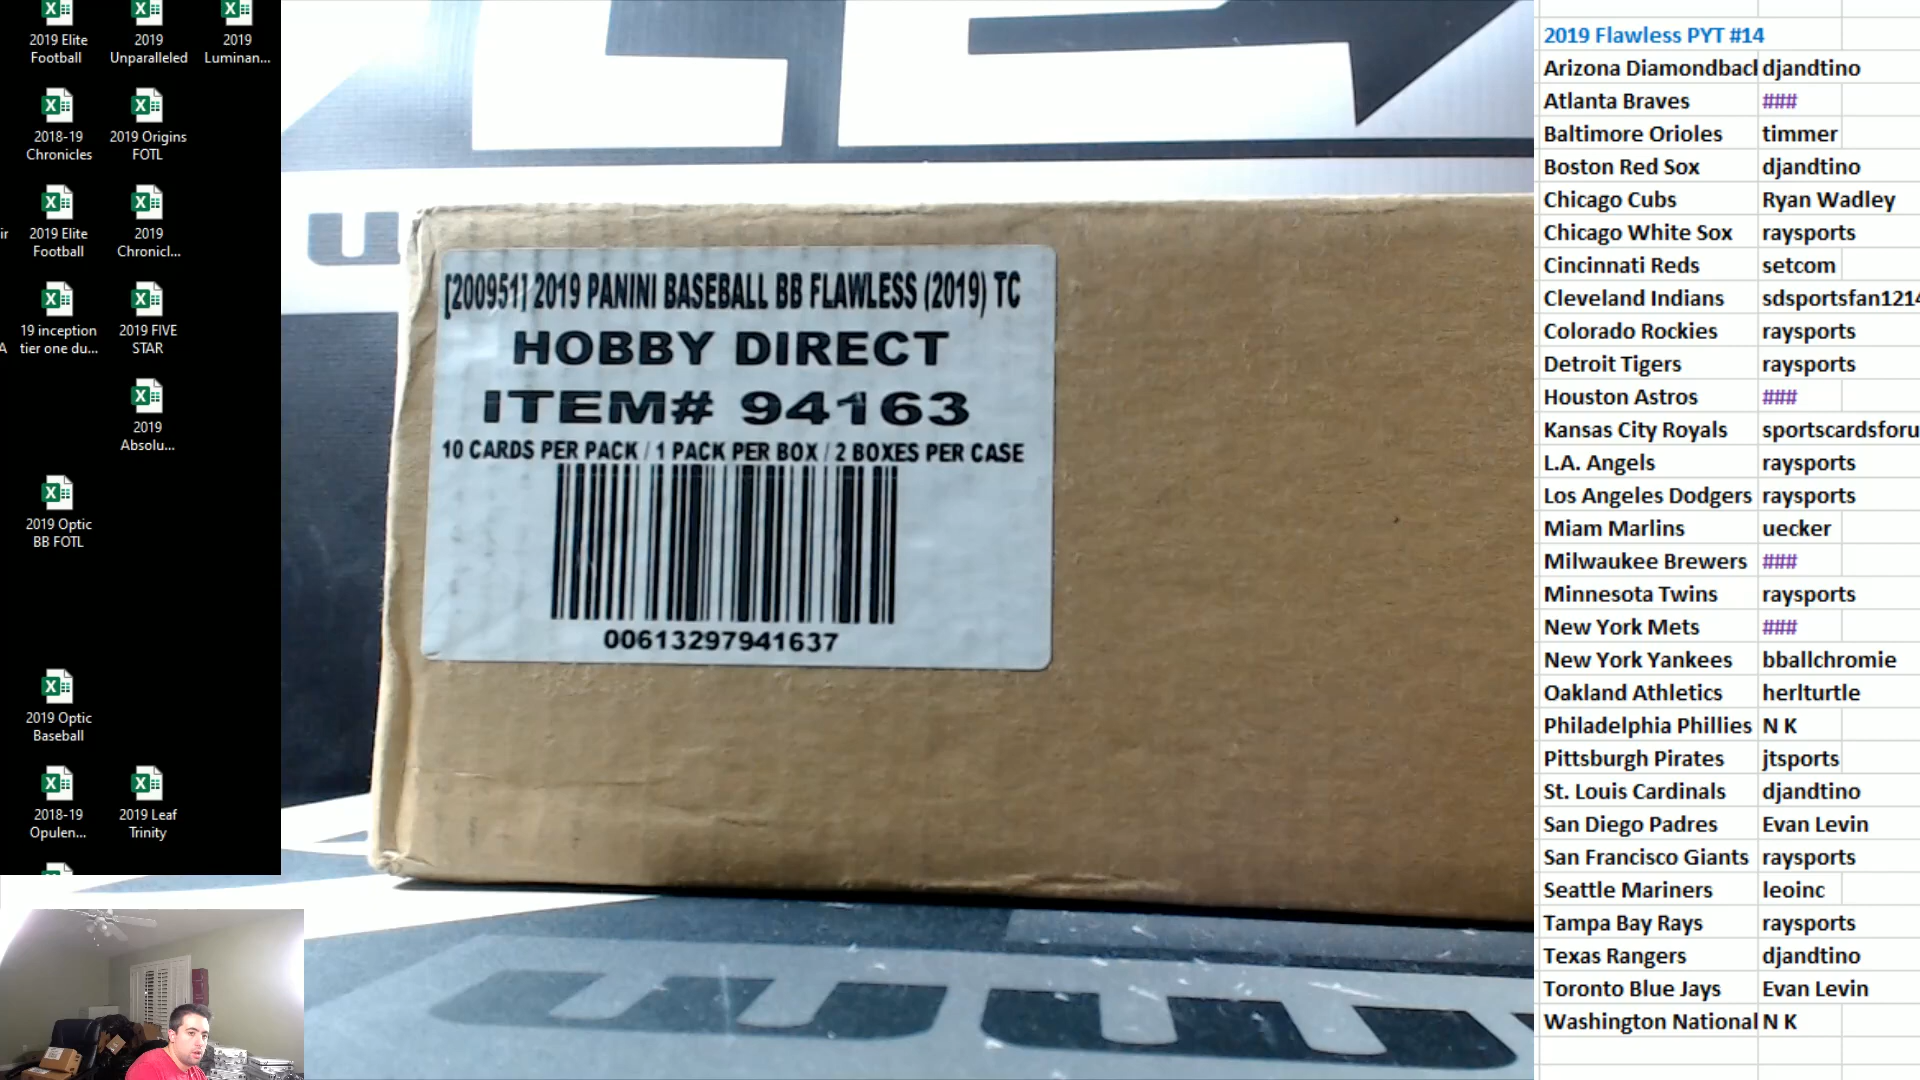 2019 Elite
Football
2019
Unparalleled
2019
Luminan...
2018-19
Chronicles
2019 Origins
FOTL
ir
2019 Elite
Football
2019
Chronicl...
A
19 inception
tier one du...
2019 FIVE
STAR
2019
Absolu...
2019 Optic
BB FOTL
2019 Optic
Baseball
2018-19
Opulen...
2019 Leaf
Trinity
[200951] 2019 PANINI BASEBALL BB FLAWLESS (2019) TC
HOBBY DIRECT
ITEM# 94163
10 CARDS PER PACK / 1 PACK PER BOX / 2 BOXES PER CASE
00613297941637
2019 Flawless PYT #14
Arizona Diamondback djandtino
Atlanta Braves ###
Baltimore Orioles timmer
Boston Red Sox djandtino
Chicago Cubs Ryan Wadley
Chicago White Sox raysports
Cincinnati Reds setcom
Cleveland Indians sdsportsfan1214
Colorado Rockies raysports
Detroit Tigers raysports
Houston Astros ###
Kansas City Royals sportscardsforu
L.A. Angels raysports
Los Angeles Dodgers raysports
Miam Marlins uecker
Milwaukee Brewers ###
Minnesota Twins raysports
New York Mets ###
New York Yankees bballchromie
Oakland Athletics herlturtle
Philadelphia Phillies N K
Pittsburgh Pirates jtsports
St. Louis Cardinals djandtino
San Diego Padres Evan Levin
San Francisco Giants raysports
Seattle Mariners leoinc
Tampa Bay Rays raysports
Texas Rangers djandtino
Toronto Blue Jays Evan Levin
Washington National N K